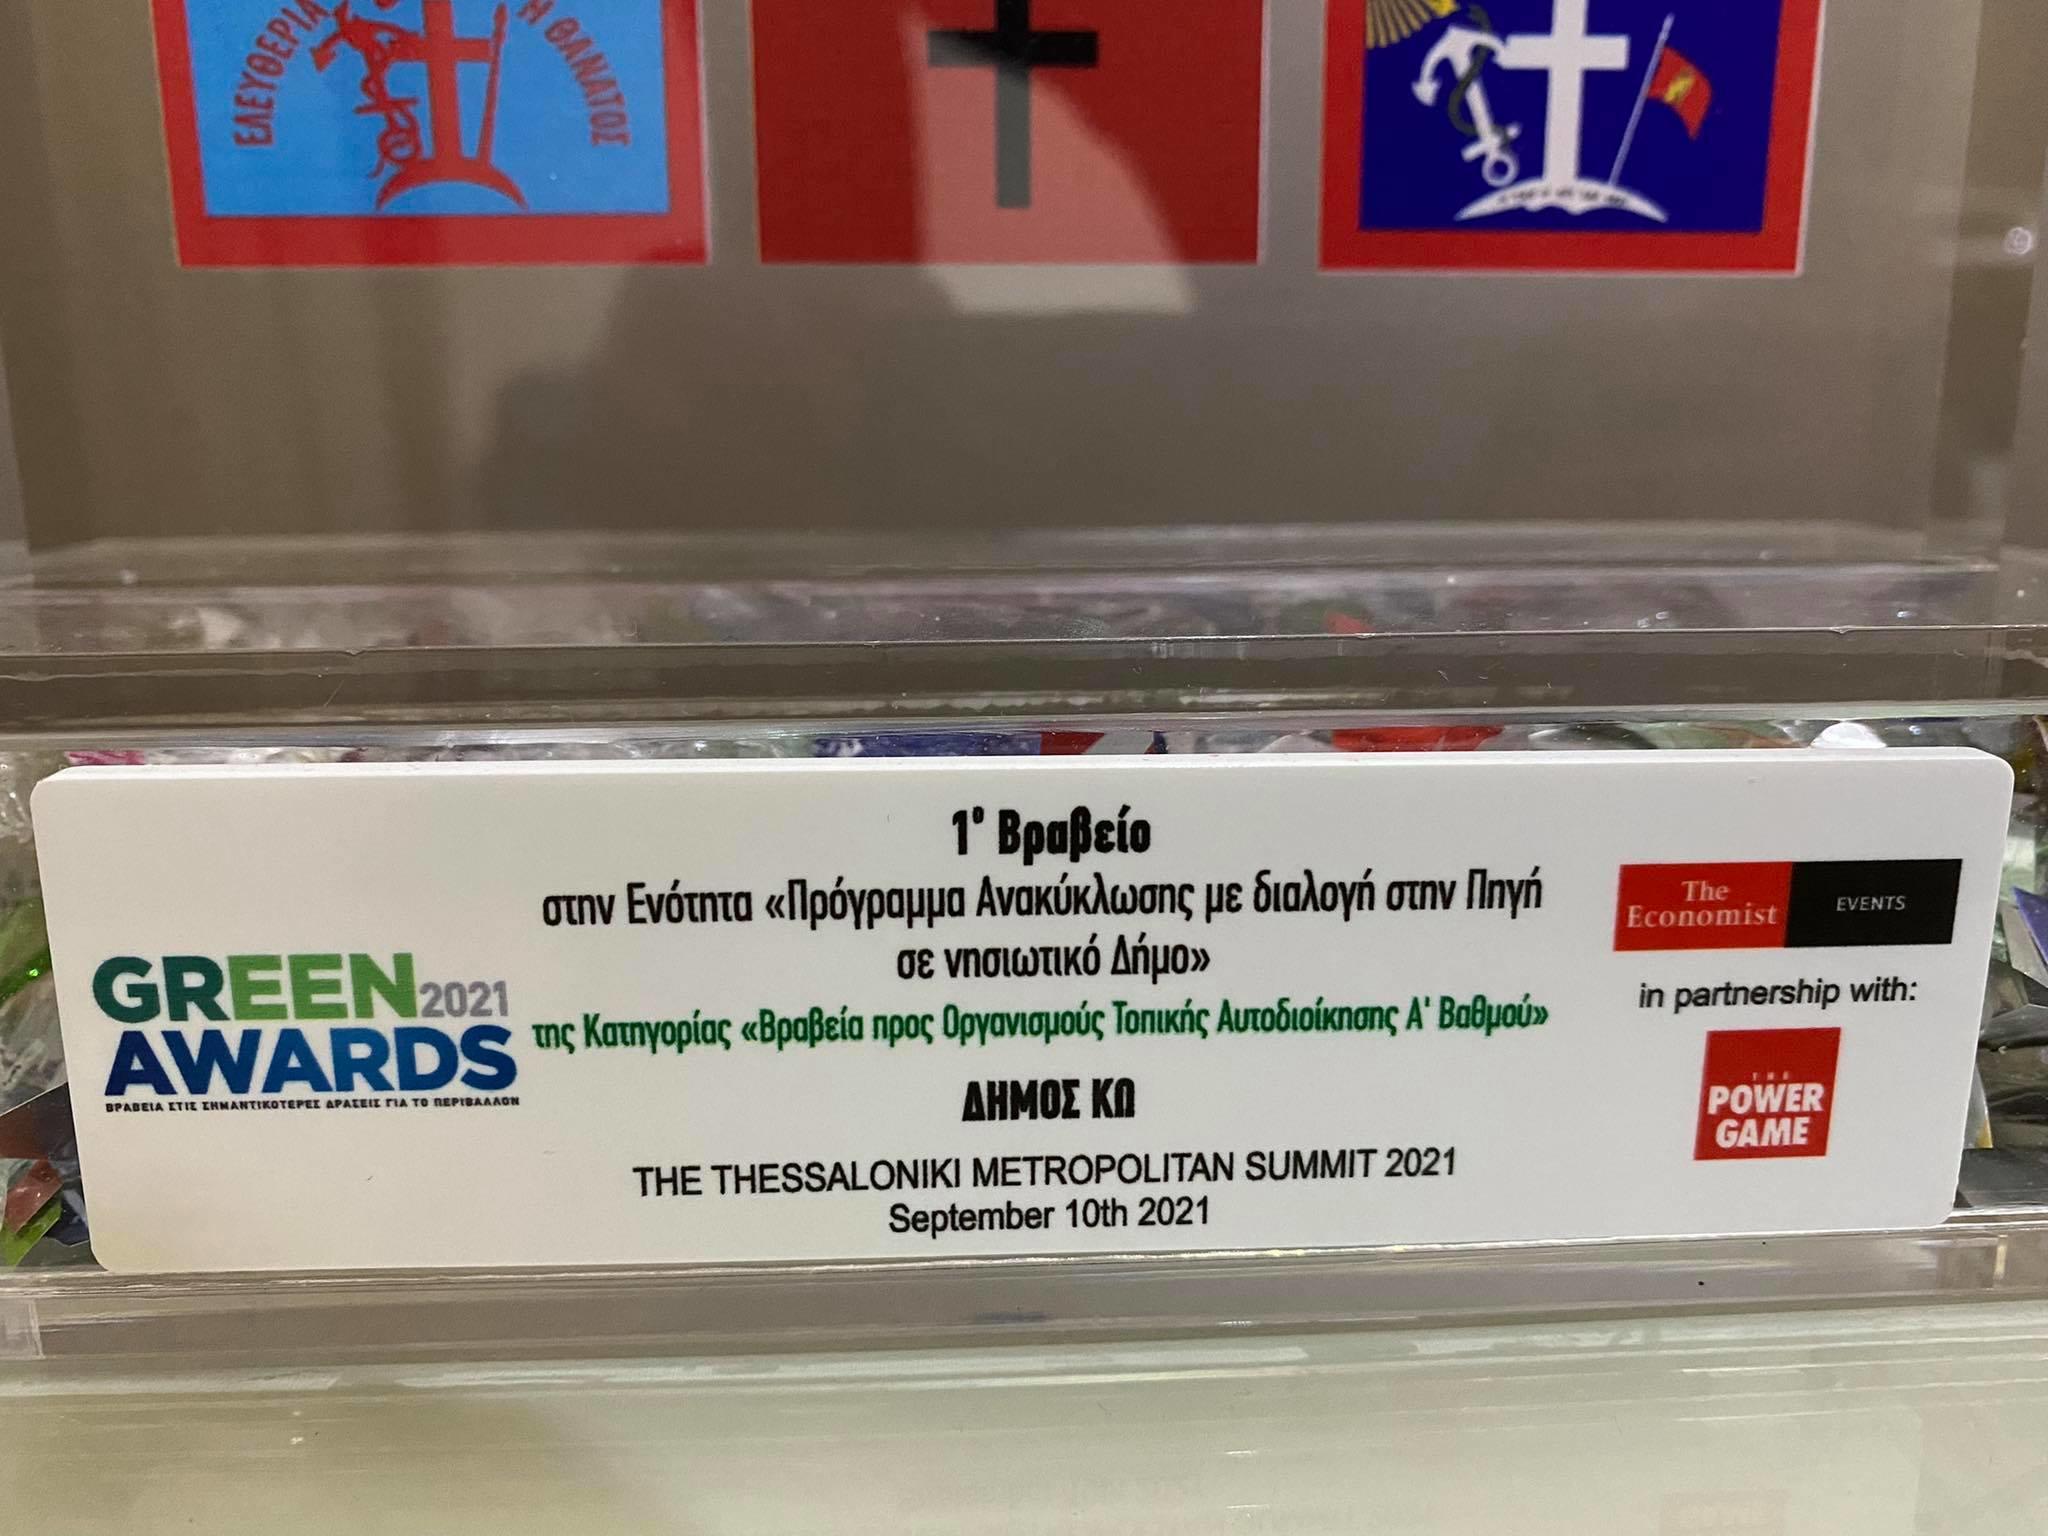 ΕΛΕΥΘΕΡΙΑ
Η ΘΑΝΑΤΟΣ
1º Βραβείο
στην Ενότητα «Πρόγραμμα Ανακύκλωσης με διαλογή στην Πηγή
σε νησιωτικό Δήμο»
της Κατηγορίας «Βραβεία προς Οργανισμούς Τοπικής Αυτοδιοίκησης Α' Βαθμού»
ΔΗΜΟΣ ΚΩ
THE THESSALONIKI METROPOLITAN SUMMIT 2021
September 10th 2021
GREEN 2021
AWARDS
ΒΡΑΒΕΙΑ ΣΤΙΣ ΣΗΜΑΝΤΙΚΟΤΕΡΕΣ ΔΡΑΣΕΙΣ ΓΙΑ ΤΟ ΠΕΡΙΒΑΛΛΟΝ
The
Economist
EVENTS
in partnership with:
THE
POWER
GAME